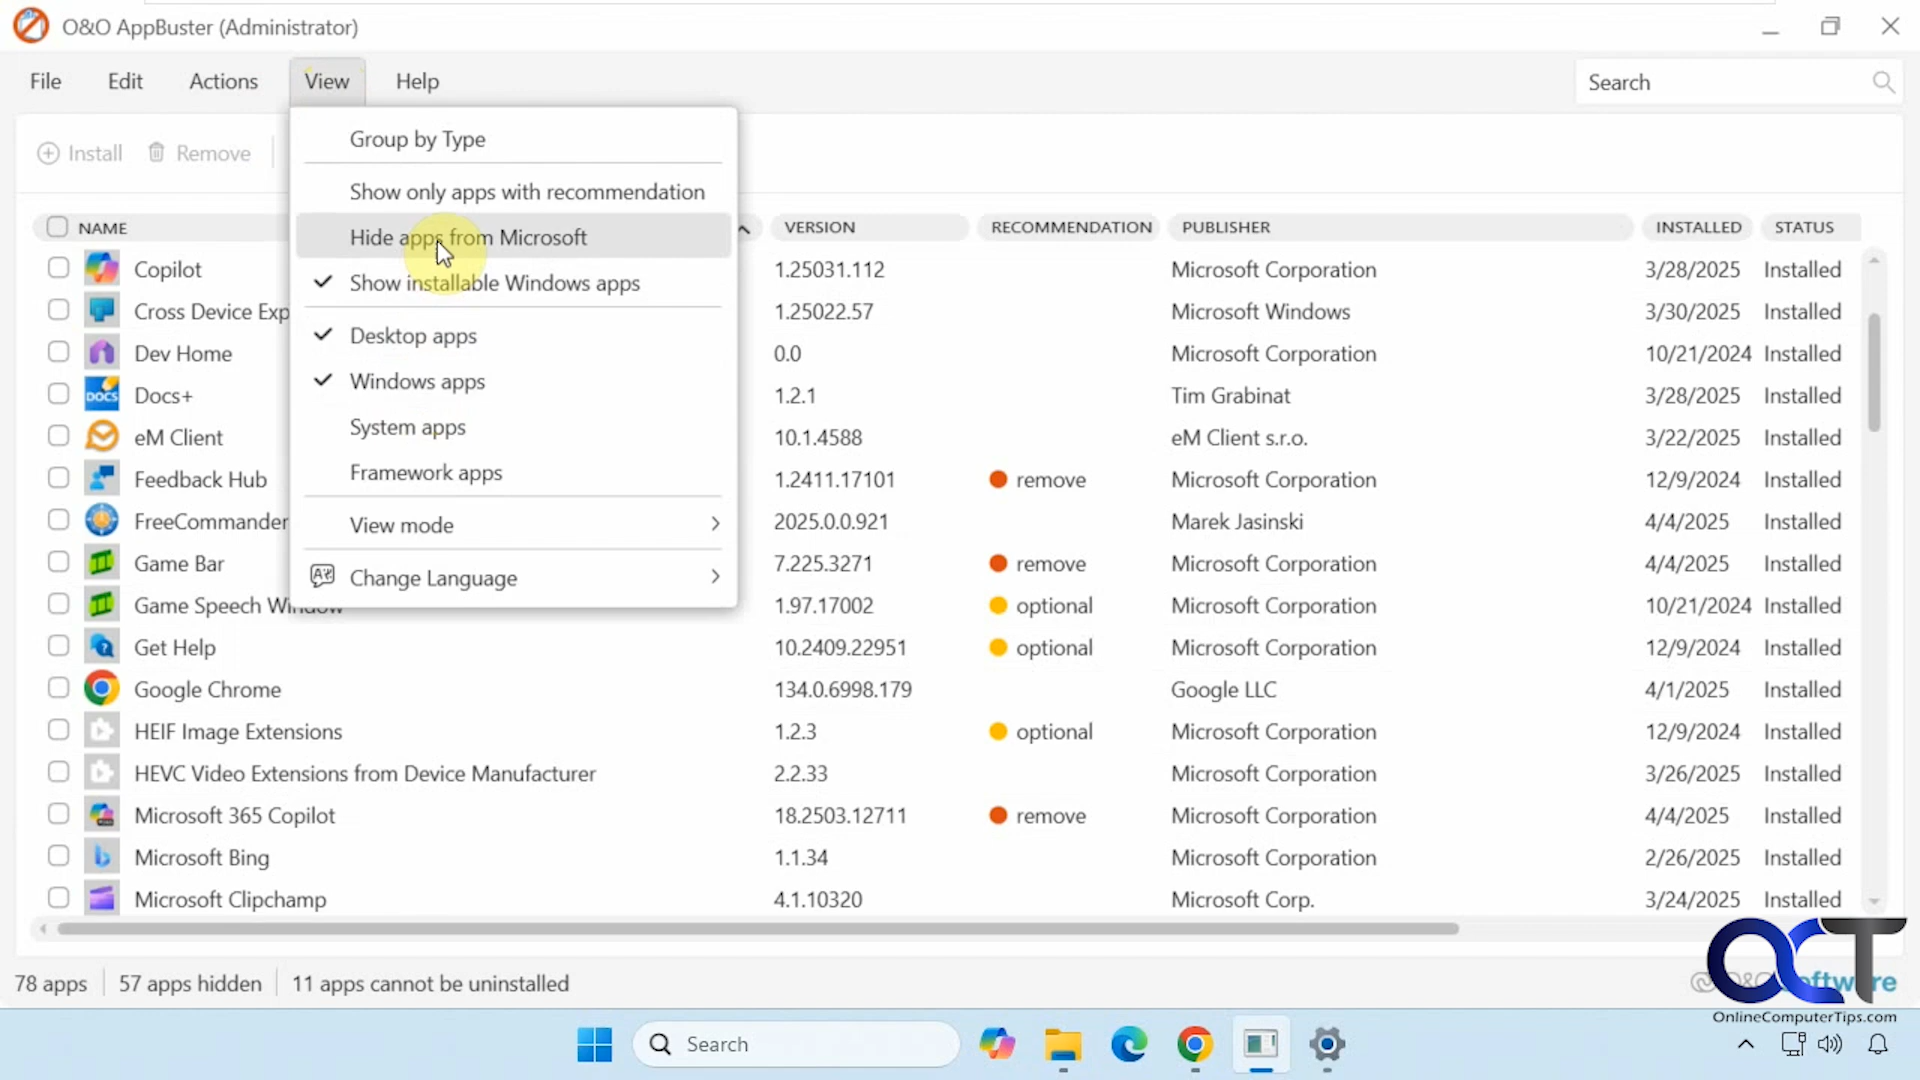 O&O AppBuster (Administrator)
File Edit Actions View Help
Search
Install Remove
Group by Type
Show only apps with recommendation
Hide apps from Microsoft
Show installable Windows apps
Desktop apps
Windows apps
System apps
Framework apps
View mode
Change Language
NAME VERSION RECOMMENDATION PUBLISHER INSTALLED STATUS
Copilot 1.25031.112 Microsoft Corporation 3/28/2025 Installed
Cross Device Exp 1.25022.57 Microsoft Windows 3/30/2025 Installed
Dev Home 0.0 Microsoft Corporation 10/21/2024 Installed
DOCS Docs+ 1.2.1 Tim Grabinat 3/28/2025 Installed
eM Client 10.1.4588 eM Client s.r.o. 3/22/2025 Installed
Feedback Hub 1.2411.17101 remove Microsoft Corporation 12/9/2024 Installed
FreeCommander 2025.0.0.921 Marek Jasinski 4/4/2025 Installed
Game Bar 7.225.3271 remove Microsoft Corporation 4/4/2025 Installed
Game Speech Window 1.97.17002 optional Microsoft Corporation 10/21/2024 Installed
Get Help 10.2409.22951 optional Microsoft Corporation 12/9/2024 Installed
Google Chrome 134.0.6998.179 Google LLC 4/1/2025 Installed
HEIF Image Extensions 1.2.3 optional Microsoft Corporation 12/9/2024 Installed
HEVC Video Extensions from Device Manufacturer 2.2.33 Microsoft Corporation 3/26/2025 Installed
Microsoft 365 Copilot 18.2503.12711 remove Microsoft Corporation 4/4/2025 Installed
Microsoft Bing 1.1.34 Microsoft Corporation 2/26/2025 Installed
Microsoft Clipchamp 4.1.10320 Microsoft Corp. 3/24/2025 Installed
78 apps 57 apps hidden 11 apps cannot be uninstalled
OCT
OnlineComputerTips.com
Search